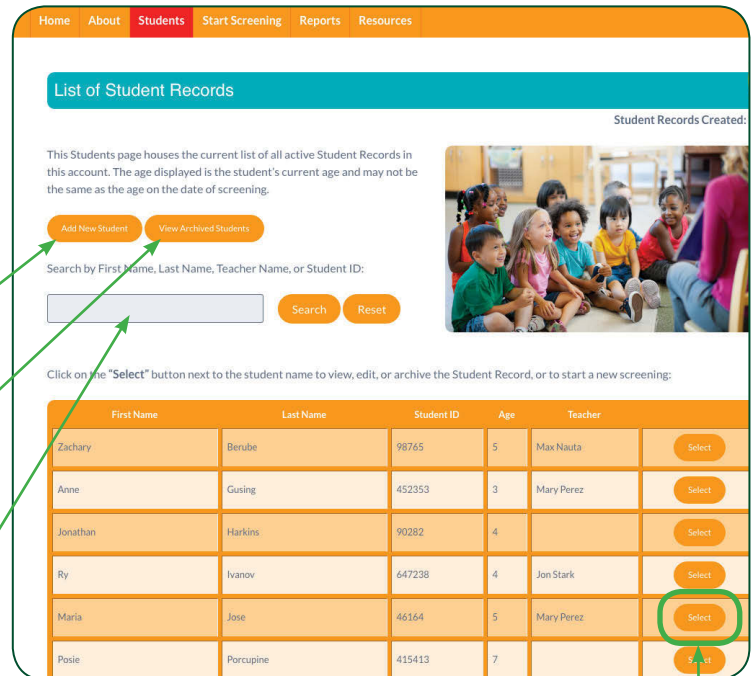 Home About Students Start Screening Reports Resources
List of Student Records
Student Records Created:
This Students page houses the current list of all active Student Records in
this account. The age displayed is the student's current age and may not be
the same as the age on the date of screening.
Add New Student View Archived Students
Search by First Name, Last Name, Teacher Name, or Student ID:
Search Reset
Click on the "Select" button next to the student name to view, edit, or archive the Student Record, or to start a new screening:
First Name Last Name Student ID Age Teacher
Zachary Berube 98765 5 Max Nauta Select
Anne Gusing 452353 3 Mary Perez Select
Jonathan Harkins 90282 4 Select
Ry Ivanov 647238 4 Jon Stark Select
Maria Jose 46164 5 Mary Perez Select
Posie Porcupine 415413 7 Select